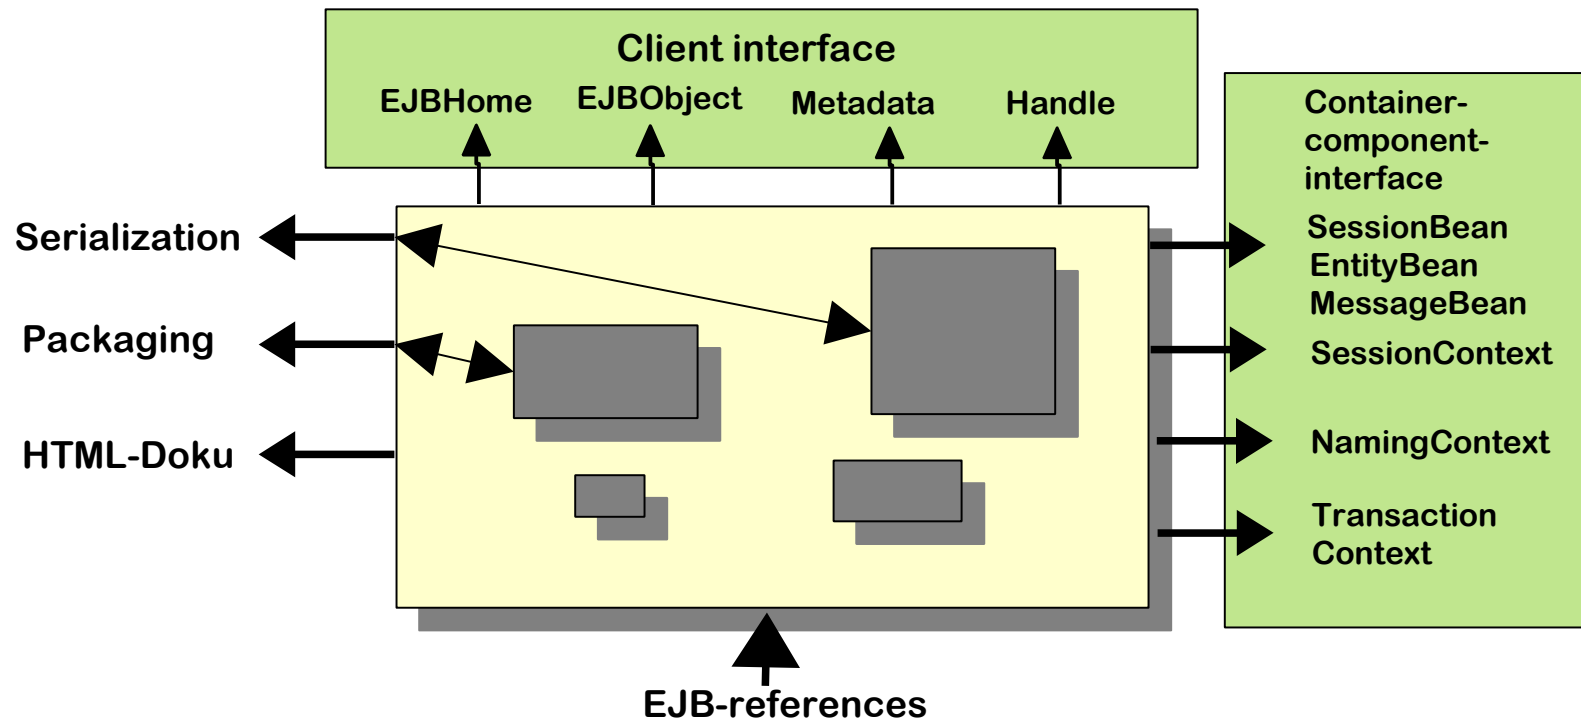 Client interface
EJBHome
EJBObject
Metadata
Handle
Container-
component-
interface
SessionBean
EntityBean
MessageBean
SessionContext
NamingContext
Transaction
Context
Serialization
Packaging
HTML-Doku
EJB-references